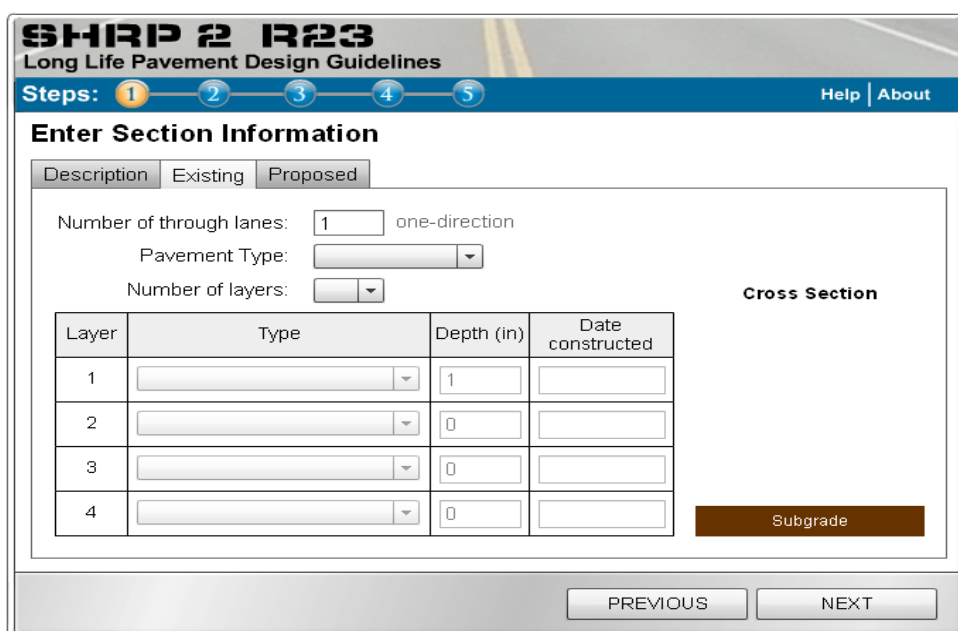 SHRP 2 R23
Long Life Pavement Design Guidelines
Steps: 1 2 3 4 5 Help | About
Enter Section Information
Description Existing Proposed
Number of through lanes: 1 one-direction
Pavement Type:
Number of layers:
Cross Section
Layer Type Depth (in) Date constructed
1 1
2 0
3 0
4 0
Subgrade
PREVIOUS NEXT